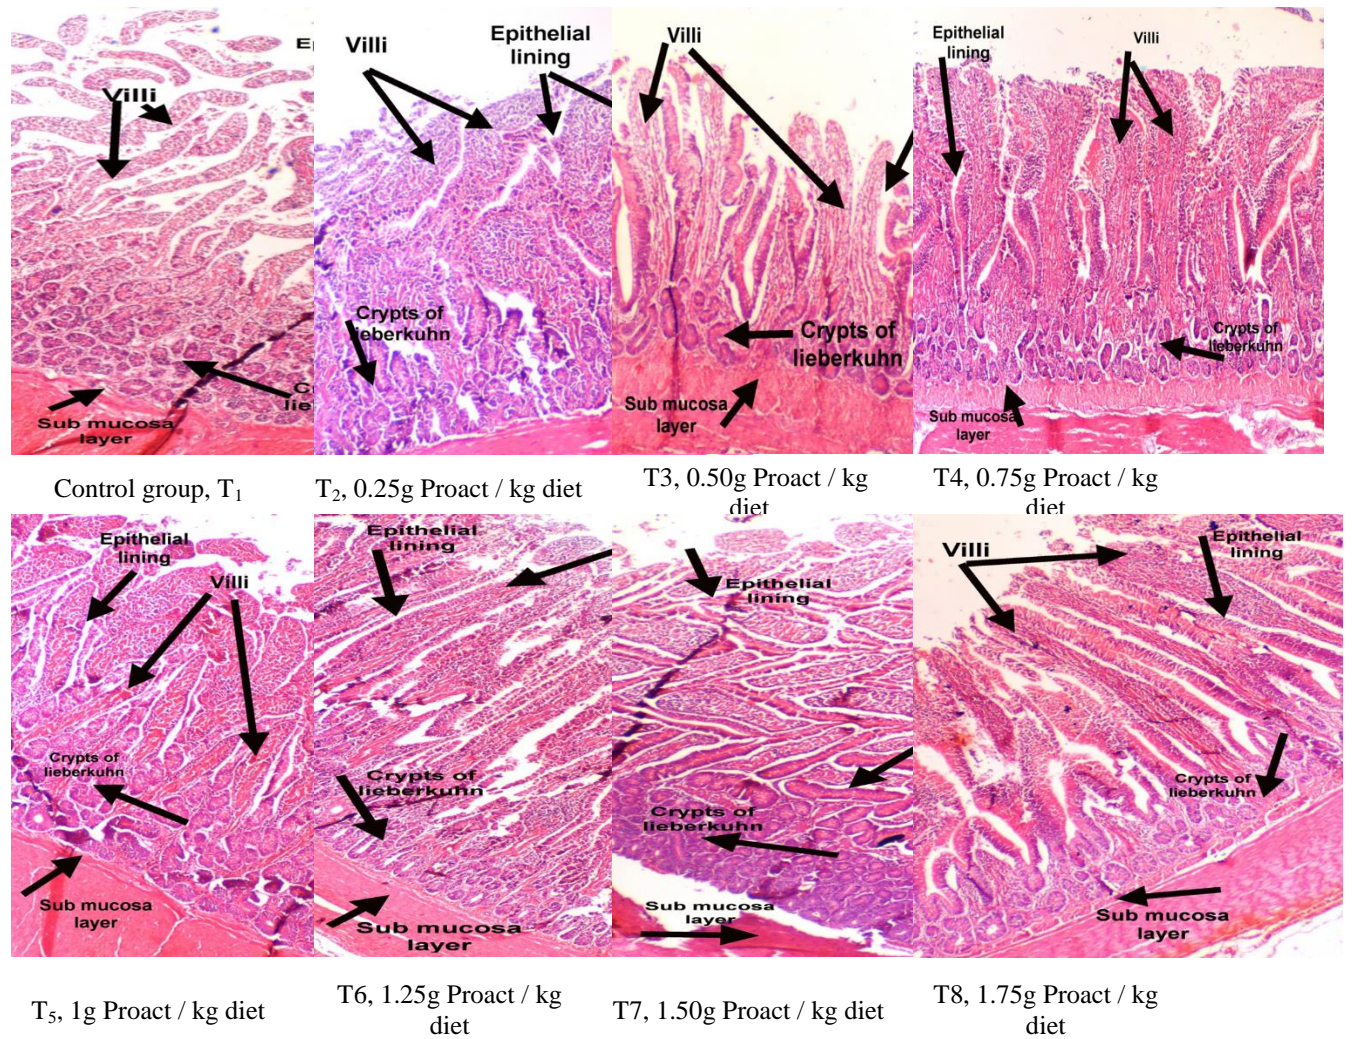 Villi
Sub mucosa
layer
Control group, T₁
Villi
Epithelial
lining
Crypts of
lieberkuhn
T₂, 0.25g Proact / kg diet
Villi
Crypts of
lieberkuhn
Sub mucosa
layer
T3, 0.50g Proact / kg
diet
Epithelial
lining
Villi
Crypts of
lieberkuhn
Sub mucosa
layer
T4, 0.75g Proact / kg
diet
Epithelial
lining
Villi
Crypts of
lieberkuhn
Sub mucosa
layer
T₅, 1g Proact / kg diet
Epithelial
lining
Crypts of
lieberkuhn
Sub mucosa
layer
T6, 1.25g Proact / kg
diet
Epithelial
lining
Crypts of
lieberkuhn
Sub mucosa
layer
T7, 1.50g Proact / kg diet
Villi
Epithelial
lining
Crypts of
lieberkuhn
Sub mucosa
layer
T8, 1.75g Proact / kg
diet